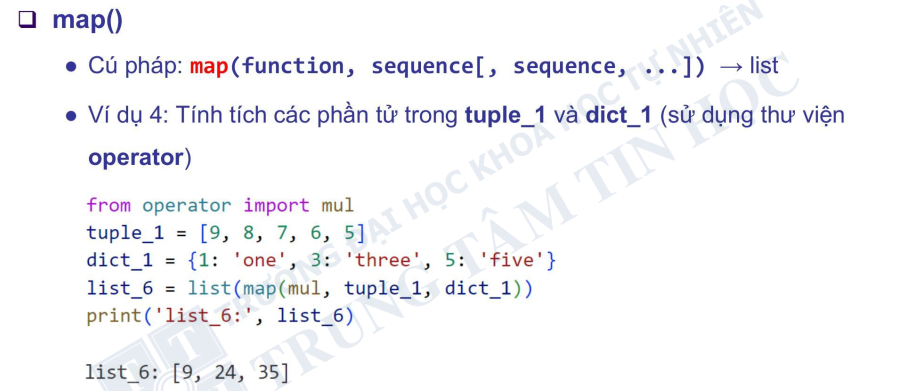 ❑ map()
● Cú pháp: map(function, sequence[, sequence, ...]) → list
● Ví dụ 4: Tính tích các phần tử trong tuple_1 và dict_1 (sử dụng thư viện
operator)
from operator import mul
tuple_1 = [9, 8, 7, 6, 5]
dict_1 = {1: 'one', 3: 'three', 5: 'five'}
list_6 = list(map(mul, tuple_1, dict_1))
print('list_6:', list_6)
list_6: [9, 24, 35]
TRƯỜNG ĐẠI HỌC KHOA HỌC TỰ NHIÊN
TRUNG TÂM TIN HỌC